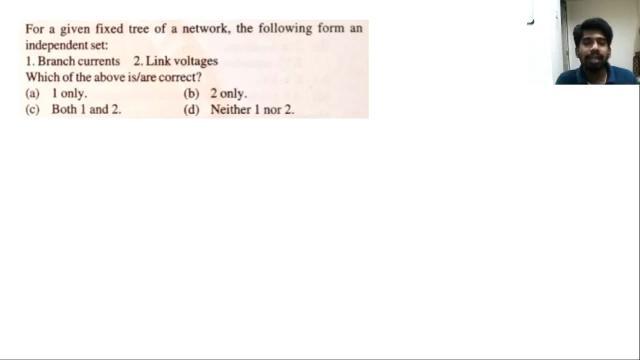 For a given fixed tree of a network, the following form an
independent set:
1. Branch currents 2. Link voltages
Which of the above is/are correct?
(a) 1 only. (b) 2 only.
(c) Both 1 and 2. (d) Neither 1 nor 2.